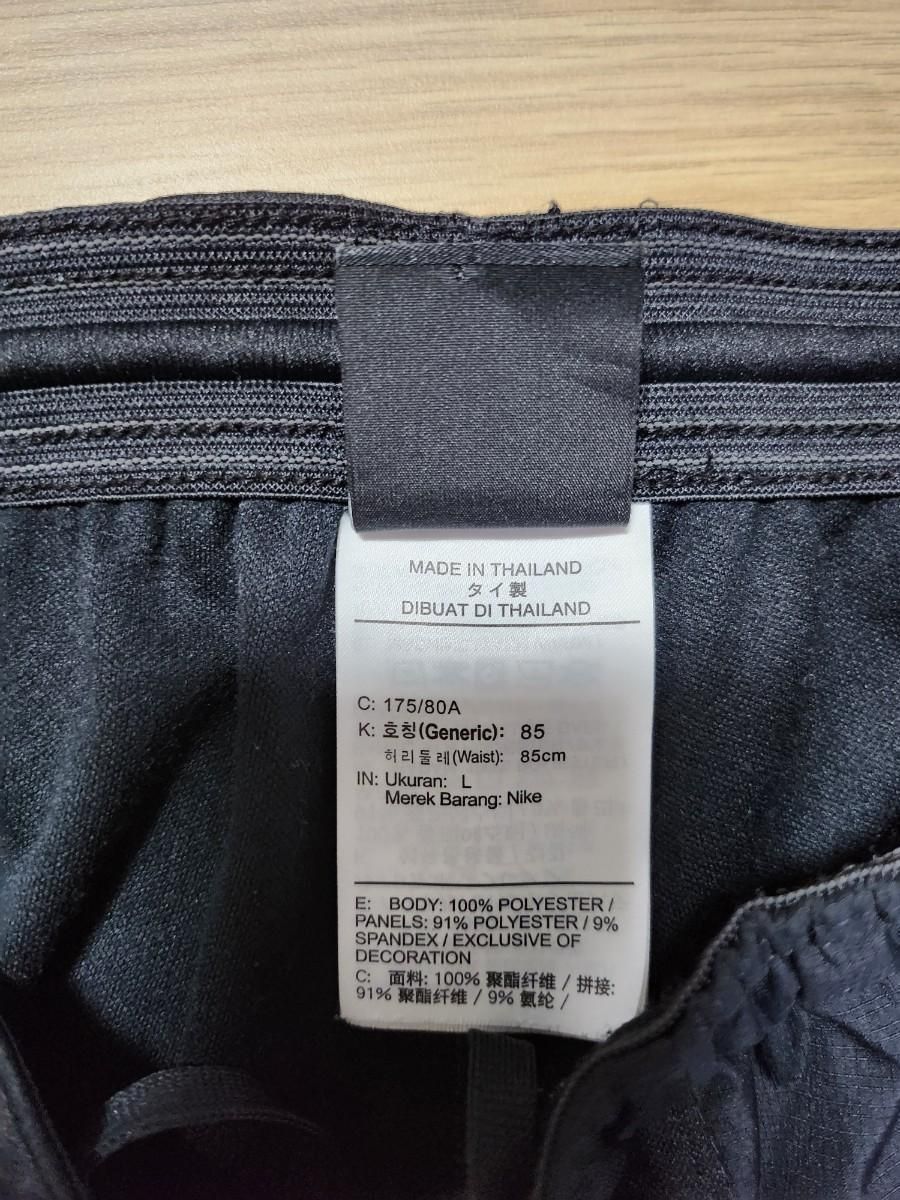 MADE IN THAILAND
タイ製
DIBUAT DI THAILAND
C: 175/80A
K: 호칭(Generic): 85
허리둘레(Waist): 85cm
IN: Ukuran: L
Merek Barang: Nike
E: BODY: 100% POLYESTER /
PANELS: 91% POLYESTER / 9%
SPANDEX / EXCLUSIVE OF
DECORATION
C: 面料: 100% 聚酯纤维 / 拼接:
91% 聚酯纤维 / 9% 氨纶 /